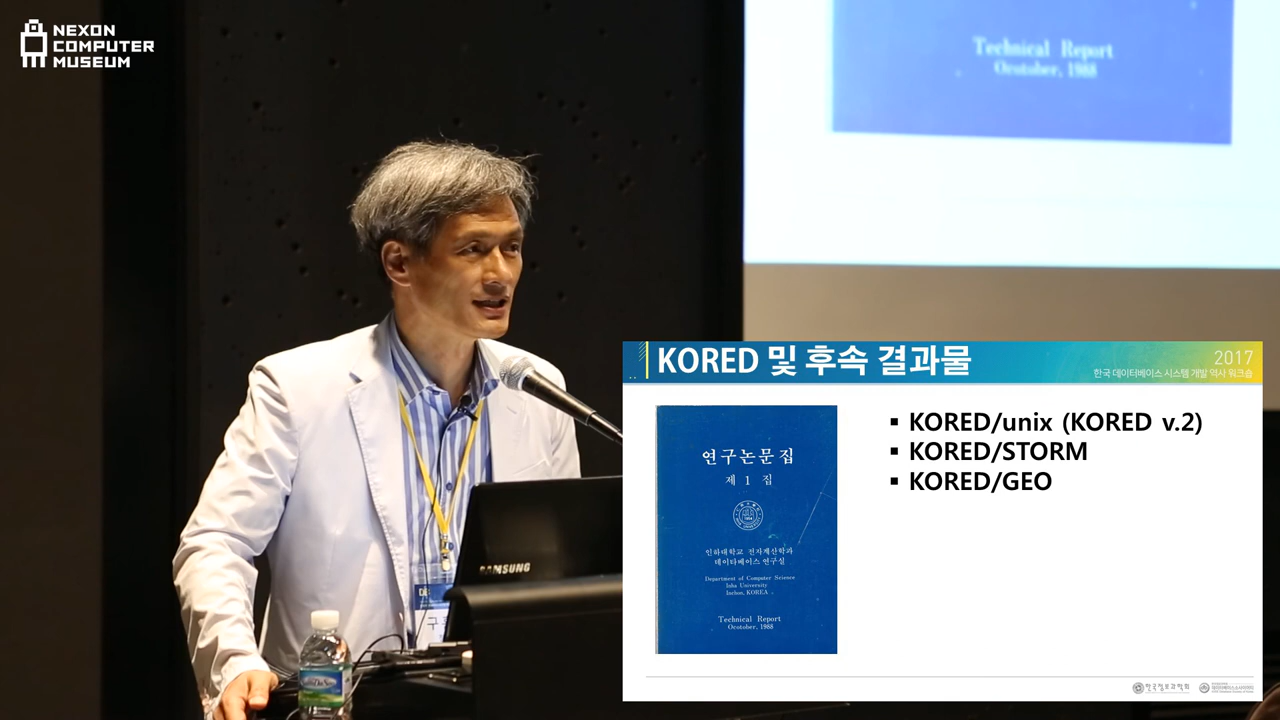 NEXON
COMPUTER
MUSEUM
Technical Report
Ocotober, 1988
KORED 및 후속 결과물
2017
한국 데이터베이스 시스템 개발 역사 워크숍
연구논문집
제 1 집
인하대학교 전자계산학과
데이타베이스 연구실
Department of Computer Science
Inha University
Inchon, KOREA
Technical Report
Ocotober, 1988
▪ KORED/unix (KORED v.2)
▪ KORED/STORM
▪ KORED/GEO
SAMSUNG
한국정보과학회